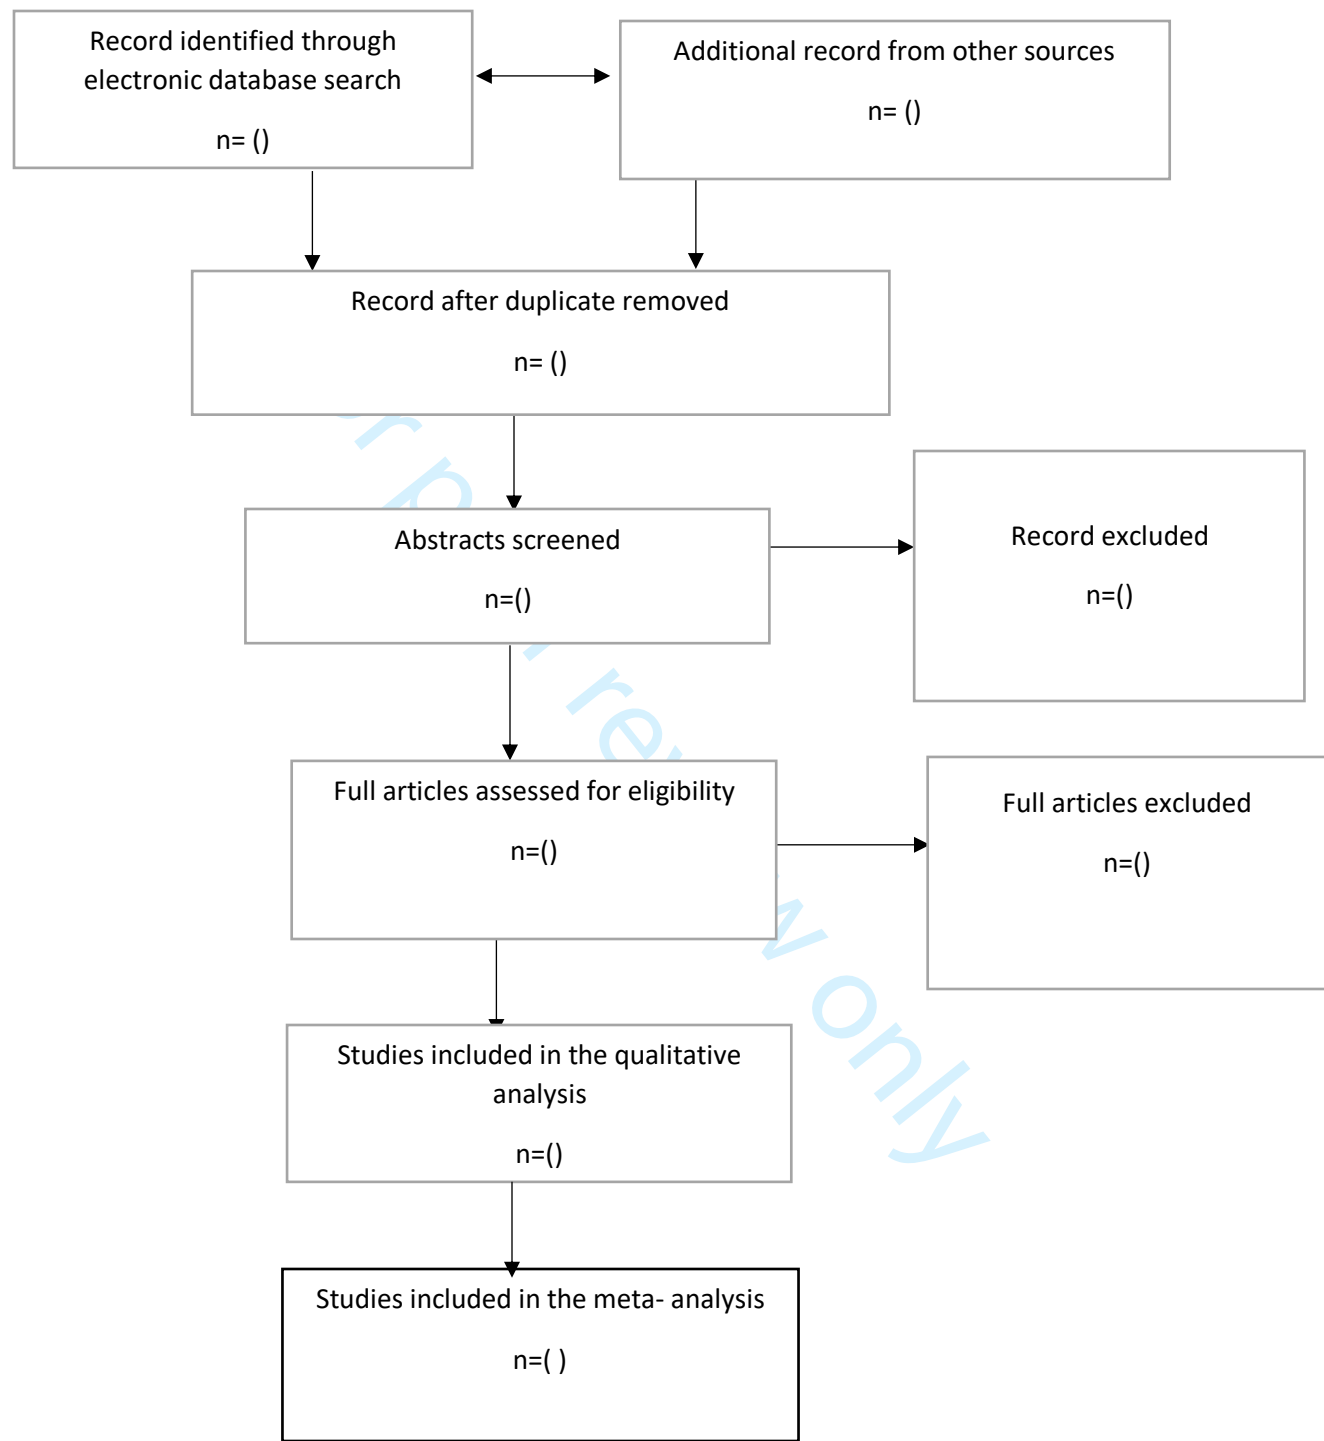 Record identified through
electronic database search
n= ()
Additional record from other sources
n= ()
Record after duplicate removed
n= ()
Abstracts screened
n=()
Record excluded
n=()
Full articles assessed for eligibility
n=()
Full articles excluded
n=()
Studies included in the qualitative
analysis
n=()
Studies included in the meta- analysis
n=( )
only